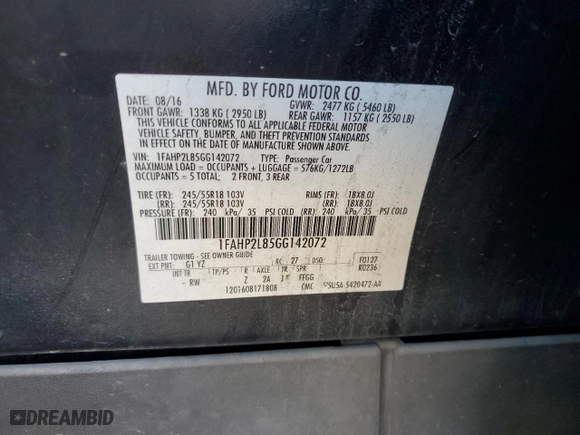 MFD. BY FORD MOTOR CO.
DATE: 08/16 GVWR: 2477 KG ( 5460 LB)
FRONT GAWR: 1338 KG ( 2950 LB) REAR GAWR: 1157 KG ( 2550 LB)
THIS VEHICLE CONFORMS TO ALL APPLICABLE FEDERAL MOTOR
VEHICLE SAFETY, BUMPER, AND THEFT PREVENTION STANDARDS
IN EFFECT ON THE DATE OF MANUFACTURE SHOWN ABOVE.
VIN: 1FAHP2L85GG142072 TYPE: Passenger Car
MAXIMUM LOAD = OCCUPANTS + LUGGAGE = 576KG/1272LB
OCCUPANTS = 5 TOTAL: 2 FRONT, 3 REAR
TIRE (FR): 245/55R18 103V RIMS (FR): 18X8.0J
(RR): 245/55R18 103V (RR): 18X8.0J
PRESSURE (FR): 240 kPa/ 35 PSI COLD (RR): 240 kPa/ 35 PSI COLD
1FAHP2L85GG142072
TRAILER TOWING - SEE OWNER GUIDE
EXT PNT: G1 YZ RC: 27 DSO: F0127
R0236
INT TR TP/PS R AXLE TR SPR
- RW Z 2A J FFGG
1201608171808 CMC 5U5A-5420472-AA
DREAMBID